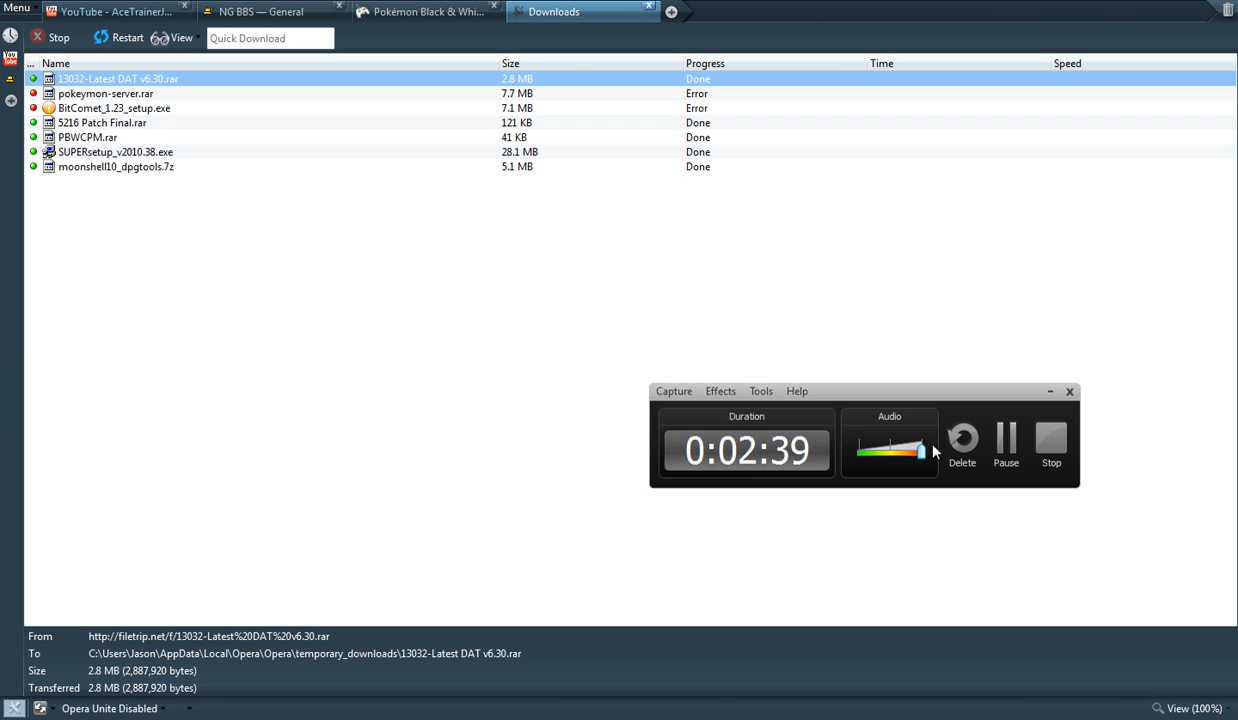 Menu
YouTube - AceTrainerJ...
NG BBS — General
Pokémon Black & Whi...
Downloads
Stop
Restart
View
Quick Download
... Name Size Progress Time Speed
13032-Latest DAT v6.30.rar 2.8 MB Done
pokeymon-server.rar 7.7 MB Error
BitComet_1.23_setup.exe 7.1 MB Error
5216 Patch Final.rar 121 KB Done
PBWCPM.rar 41 KB Done
SUPERsetup_v2010.38.exe 28.1 MB Done
moonshell10_dpgtools.7z 5.1 MB Done
Capture Effects Tools Help
Duration
Audio
0:02:39
Delete
Pause
Stop
From http://filetrip.net/f/13032-Latest%20DAT%20v6.30.rar
To C:\Users\Jason\AppData\Local\Opera\Opera\temporary_downloads\13032-Latest DAT v6.30.rar
Size 2.8 MB (2,887,920 bytes)
Transferred 2.8 MB (2,887,920 bytes)
Opera Unite Disabled
View (100%)